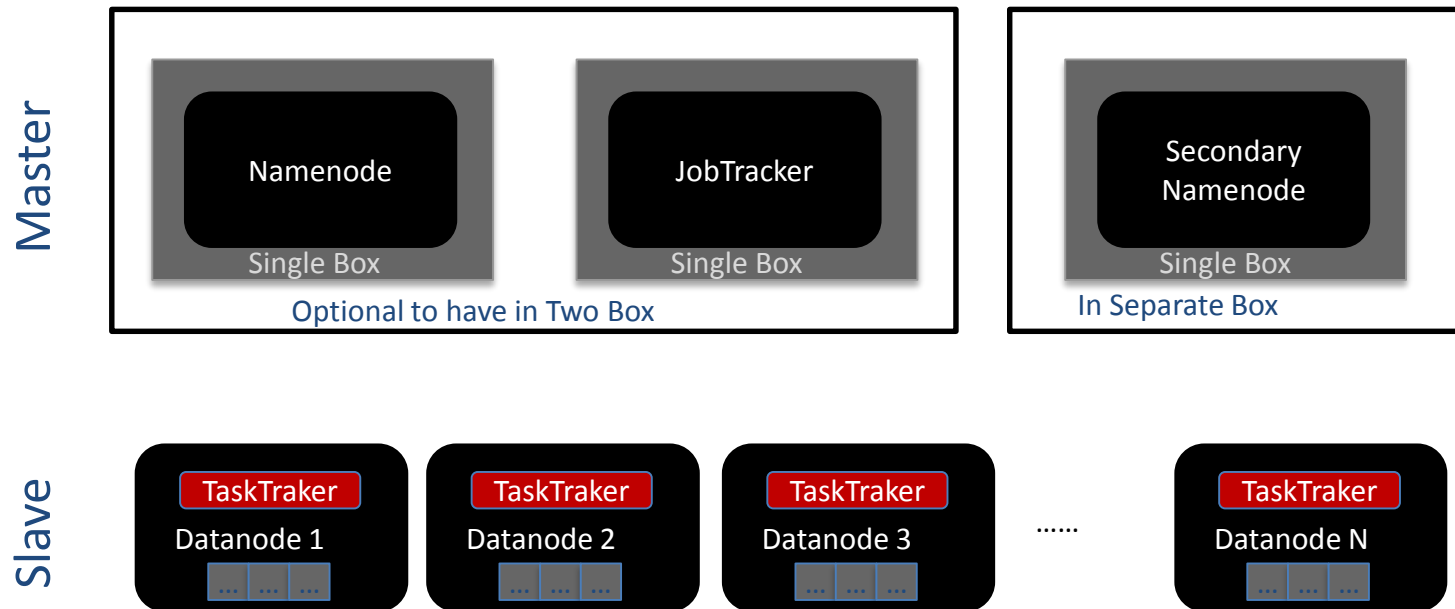 Master
Namenode
Single Box
JobTracker
Single Box
Optional to have in Two Box
Secondary
Namenode
Single Box
In Separate Box
Slave
TaskTraker
Datanode 1
... ... ...
TaskTraker
Datanode 2
... ... ...
TaskTraker
Datanode 3
... ... ...
......
TaskTraker
Datanode N
... ... ...